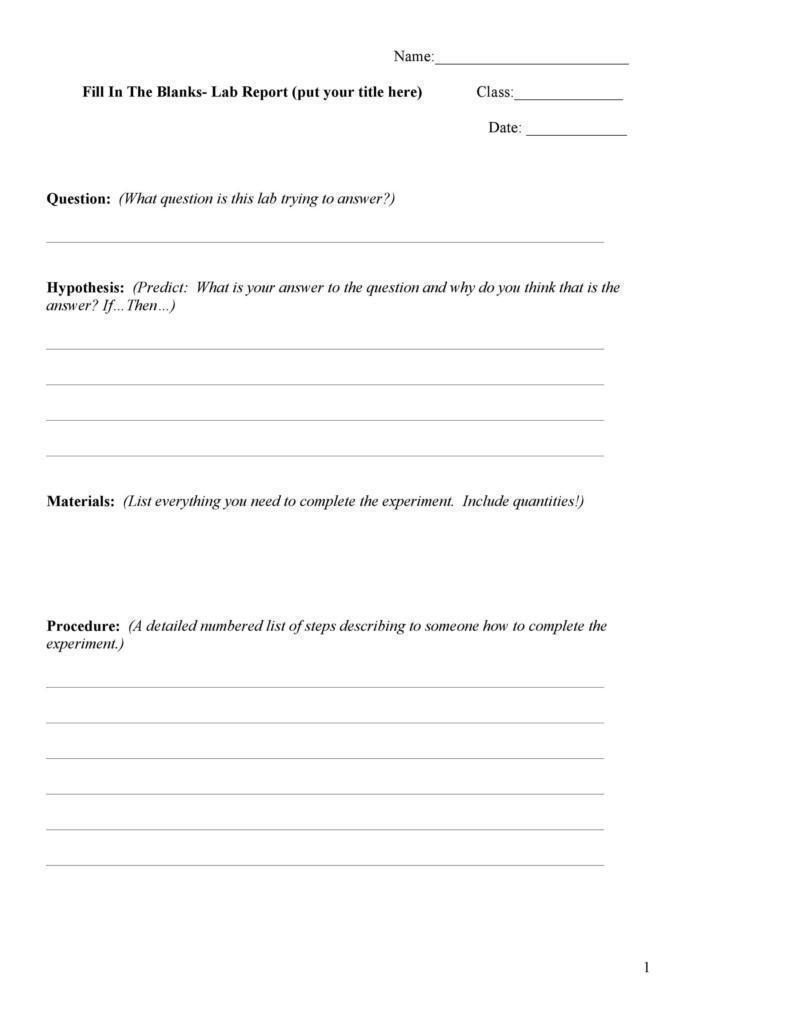 Name:__________________________
Fill In The Blanks- Lab Report (put your title here) Class:______________
Date: _____________
Question: (What question is this lab trying to answer?)
Hypothesis: (Predict: What is your answer to the question and why do you think that is the
answer? If…Then…)
Materials: (List everything you need to complete the experiment. Include quantities!)
Procedure: (A detailed numbered list of steps describing to someone how to complete the
experiment.)
1